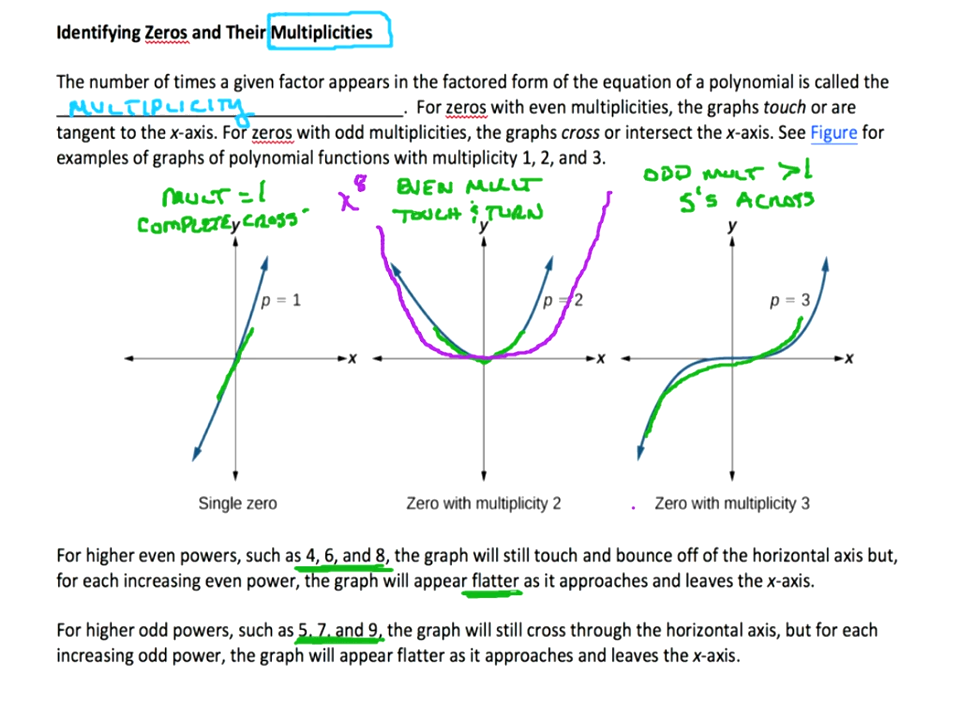 Identifying Zeros and Their Multiplicities
The number of times a given factor appears in the factored form of the equation of a polynomial is called the
MULTIPLICITY. For zeros with even multiplicities, the graphs touch or are
tangent to the x-axis. For zeros with odd multiplicities, the graphs cross or intersect the x-axis. See Figure for
examples of graphs of polynomial functions with multiplicity 1, 2, and 3.
MULT = 1
COMPLETE CROSS
x⁸
EVEN MULT
TOUCH & TURN
ODD MULT > 1
S's ACROSS
y
y
y
p = 1
p = 2
p = 3
x
x
x
Single zero
Zero with multiplicity 2
Zero with multiplicity 3
For higher even powers, such as 4, 6, and 8, the graph will still touch and bounce off of the horizontal axis but,
for each increasing even power, the graph will appear flatter as it approaches and leaves the x-axis.
For higher odd powers, such as 5, 7, and 9, the graph will still cross through the horizontal axis, but for each
increasing odd power, the graph will appear flatter as it approaches and leaves the x-axis.